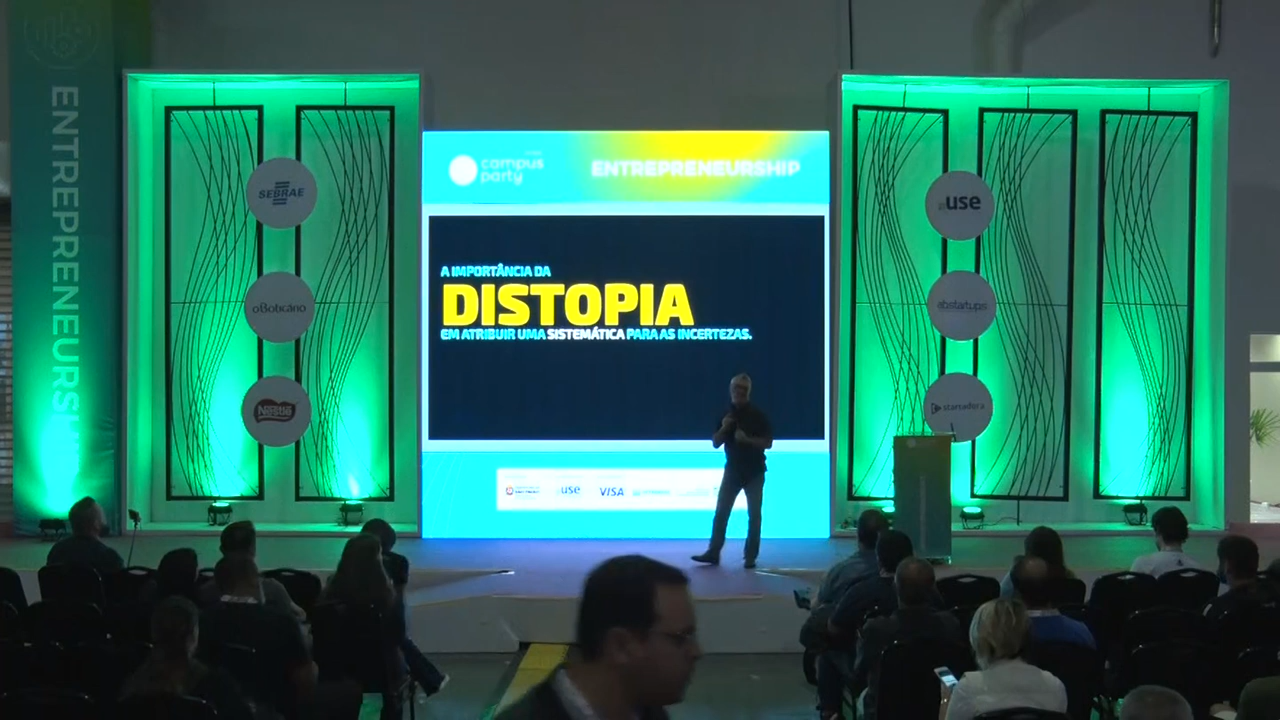 ENTREPRENEURSHIP
SEBRAE
oBoticário
Nestlé
campus
party
ENTREPRENEURSHIP
A IMPORTÂNCIA DA
DISTOPIA
EM ATRIBUIR UMA SISTEMÁTICA PARA AS INCERTEZAS.
use
VISA
use
abstartups
startadora